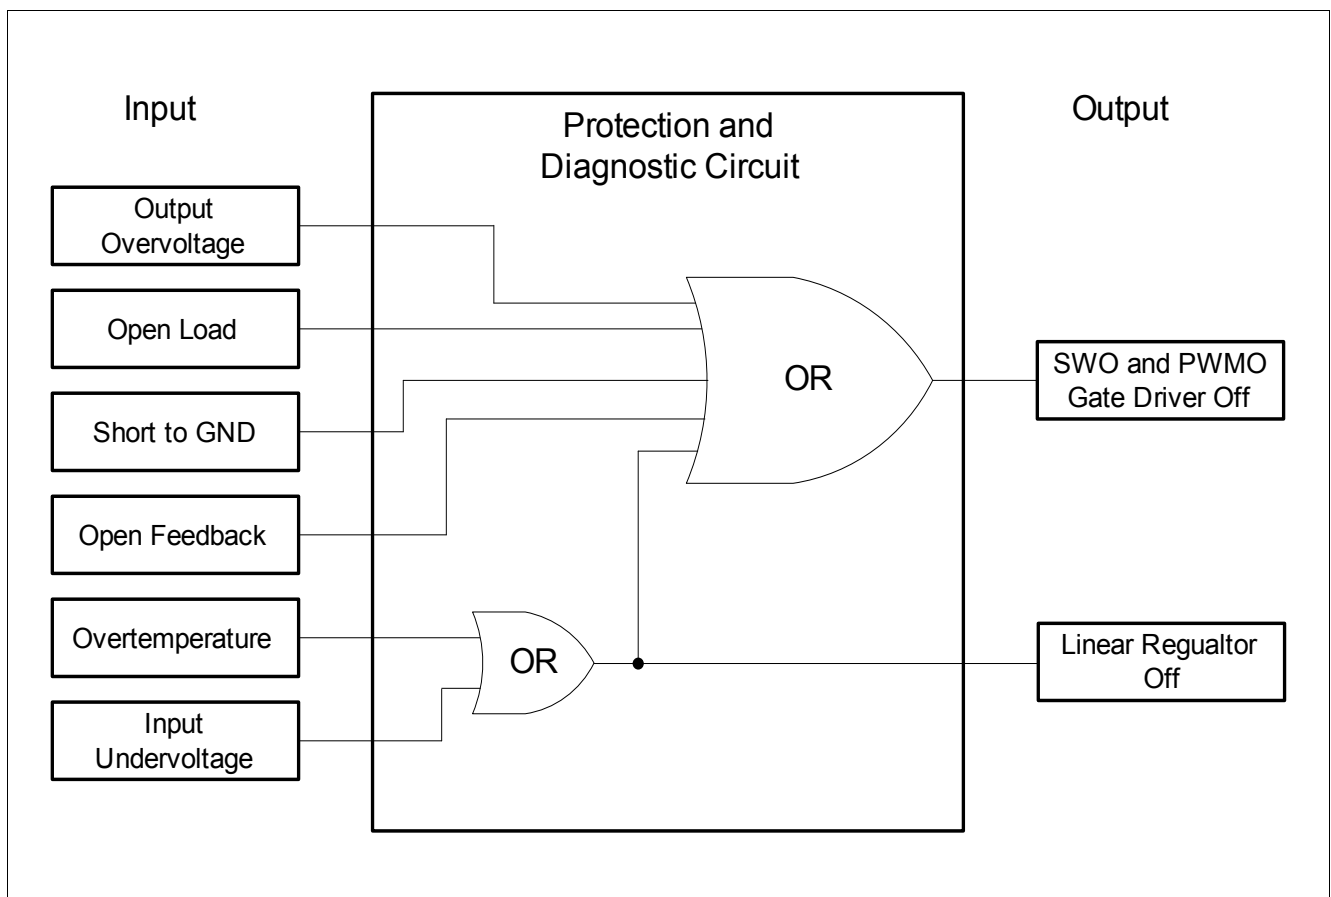 Input
Protection and
Diagnostic Circuit
Output
Output
Overvoltage
Open Load
Short to GND
Open Feedback
Overtemperature
Input
Undervoltage
OR
OR
SWO and PWMO
Gate Driver Off
Linear Regualtor
Off